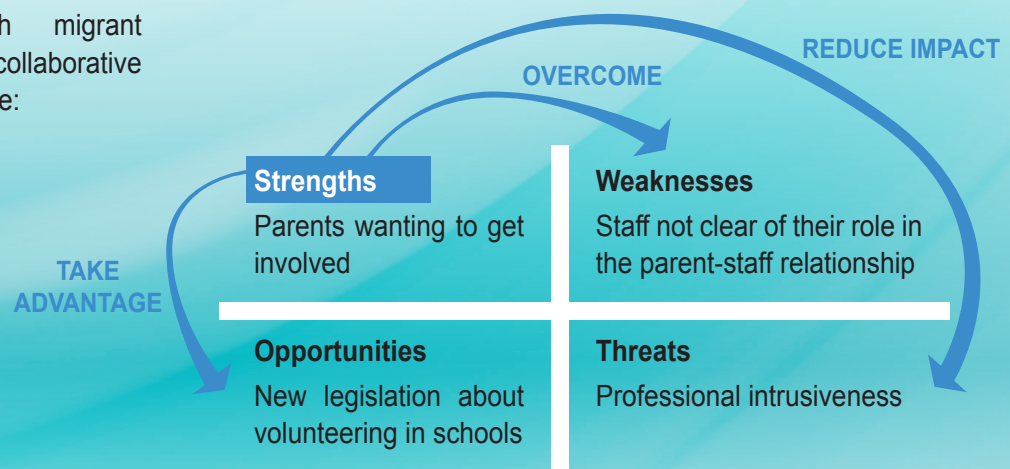 migrant
collaborative
e:
REDUCE IMPACT
OVERCOME
Strengths
Parents wanting to get
involved
Weaknesses
Staff not clear of their role in
the parent-staff relationship
TAKE
ADVANTAGE
Opportunities
New legislation about
volunteering in schools
Threats
Professional intrusiveness